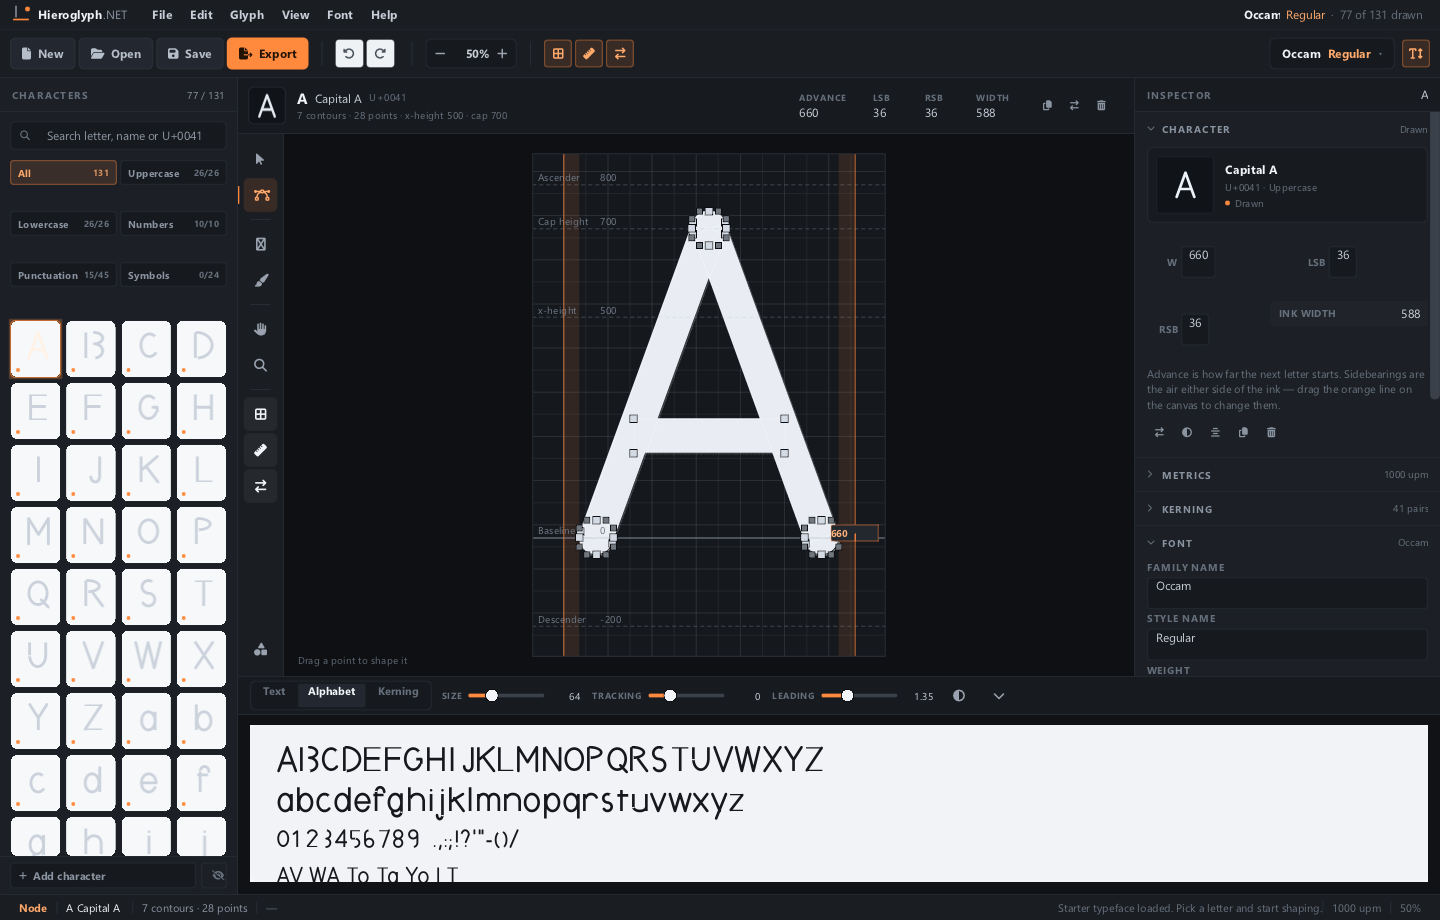 Hieroglyph.NET File Edit Glyph View Font Help Occam Regular · 77 of 131 drawn
New Open Save Export 50% Occam Regular
CHARACTERS 77 / 131
Search letter, name or U+0041
All 131 Uppercase 26/26
Lowercase 26/26 Numbers 10/10
Punctuation 15/45 Symbols 0/24
A B C D
E F G H
I J K L
M N O P
Q R S T
U V W X
Y Z a b
c d e f
g h i j
+ Add character
A A Capital A U+0041
7 contours · 28 points · x-height 500 · cap 700
ADVANCE LSB RSB WIDTH
660 36 36 588
Ascender 800
Cap height 700
x-height 500
Baseline 0
660
Descender -200
A
Drag a point to shape it
INSPECTOR A
CHARACTER Drawn
A Capital A
U+0041 · Uppercase
Drawn
W 660 LSB 36
RSB 36 INK WIDTH 588
Advance is how far the next letter starts. Sidebearings are
the air either side of the ink — drag the orange line on
the canvas to change them.
METRICS 1000 upm
KERNING 41 pairs
FONT Occam
FAMILY NAME
Occam
STYLE NAME
Regular
WEIGHT
Text Alphabet Kerning SIZE 64 TRACKING 0 LEADING 1.35
ABCDEFGHIJKLMNOPQRSTUVWXYZ
abcdefghijklmnopqrstuvwxyz
0123456789 .,:;!?'"-()/
AV WA To Ta Yo LT
Node A Capital A 7 contours · 28 points — Starter typeface loaded. Pick a letter and start shaping. 1000 upm 50%